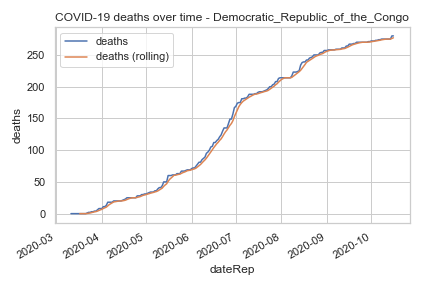 COVID-19 deaths over time - Democratic_Republic_of_the_Congo
deaths
deaths (rolling)
250
200
150
100
50
0
deaths
2020-03
2020-04
2020-05
2020-06
2020-07
2020-08
2020-09
2020-10
dateRep